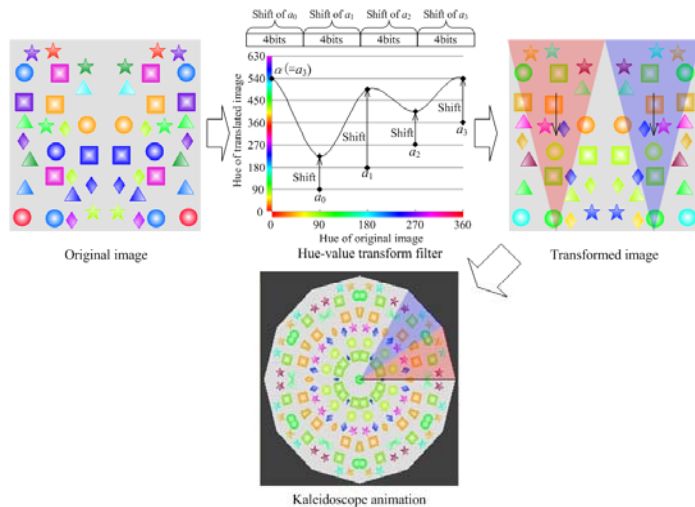 Shift of a0 Shift of a1 Shift of a2 Shift of a3
4bits 4bits 4bits 4bits
630
540
450
360
270
180
90
0
Hue of translated image
α (=a3)
Shift
Shift
Shift
Shift
a0
a1
a2
a3
0 90 180 270 360
Hue of original image
Original image
Hue-value transform filter
Transformed image
Kaleidoscope animation